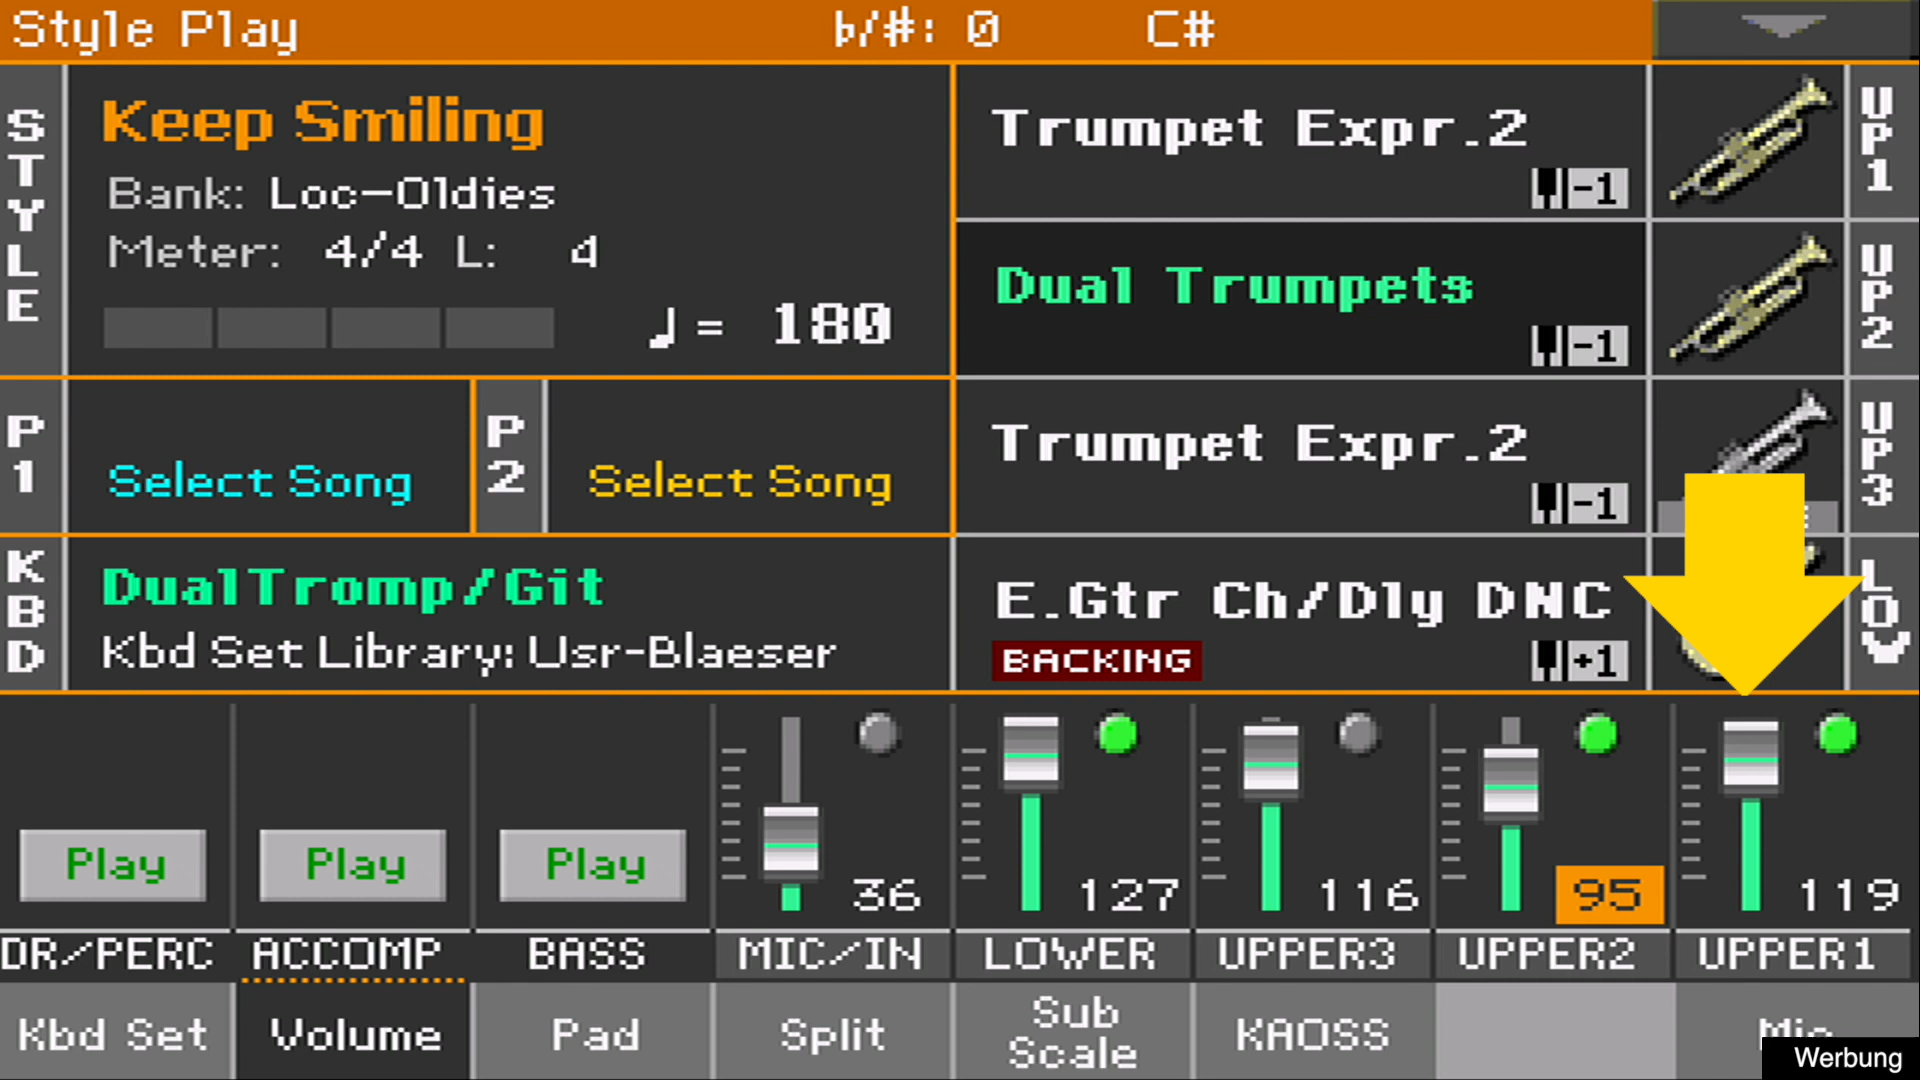 Style Play ♭/#: 0 C#
STYLE
Keep Smiling
Bank: Loc-Oldies
Meter: 4/4 L: 4
♩ = 180
Trumpet Expr.2
-1
UP1
Dual Trumpets
-1
UP2
P1
Select Song
P2
Select Song
Trumpet Expr.2
-1
UP3
KBD
DualTromp/Git
Kbd Set Library: Usr-Blaeser
E.Gtr Ch/Dly DNC
BACKING
+1
LOW
Play Play Play 36 127 116 95 119
DR/PERC ACCOMP BASS MIC/IN LOWER UPPER3 UPPER2 UPPER1
Kbd Set Volume Pad Split Sub Scale KAOSS Mic
Werbung